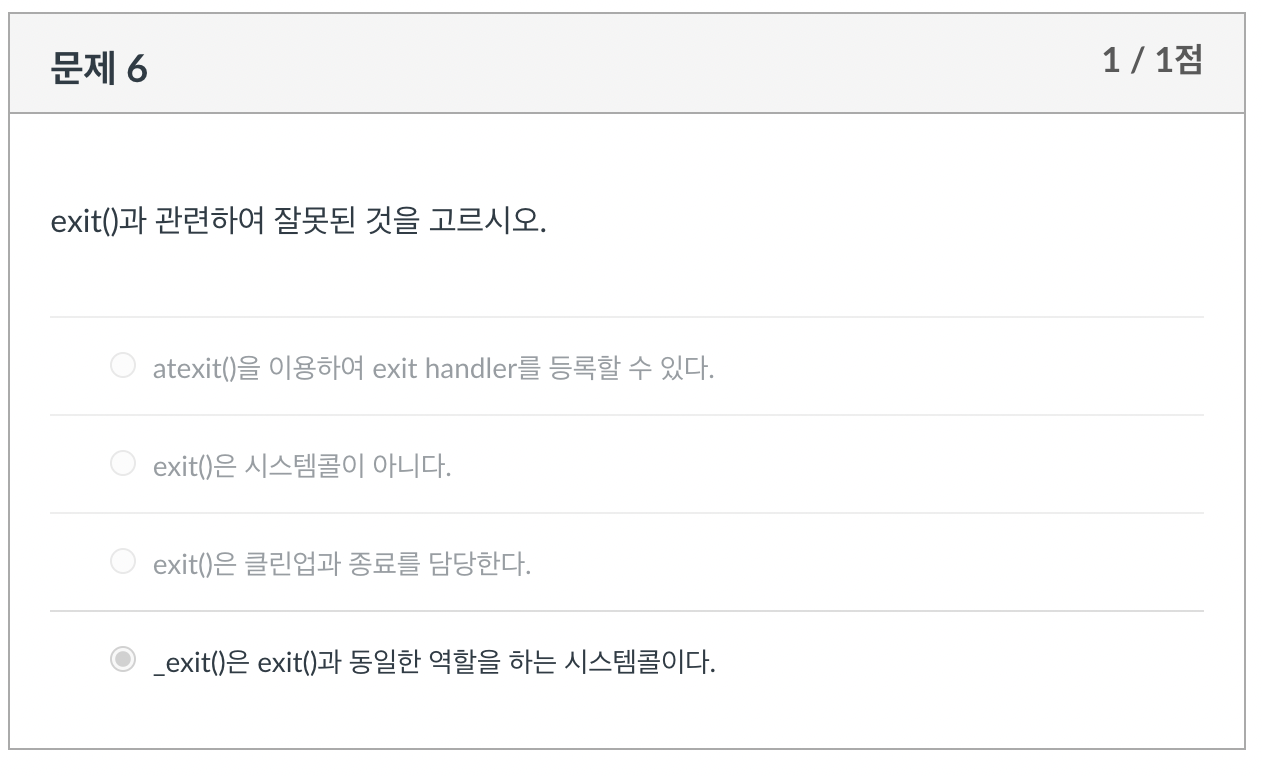 문제 6
1 / 1점
exit()과 관련하여 잘못된 것을 고르시오.
atexit()을 이용하여 exit handler를 등록할 수 있다.
exit()은 시스템콜이 아니다.
exit()은 클린업과 종료를 담당한다.
_exit()은 exit()과 동일한 역할을 하는 시스템콜이다.